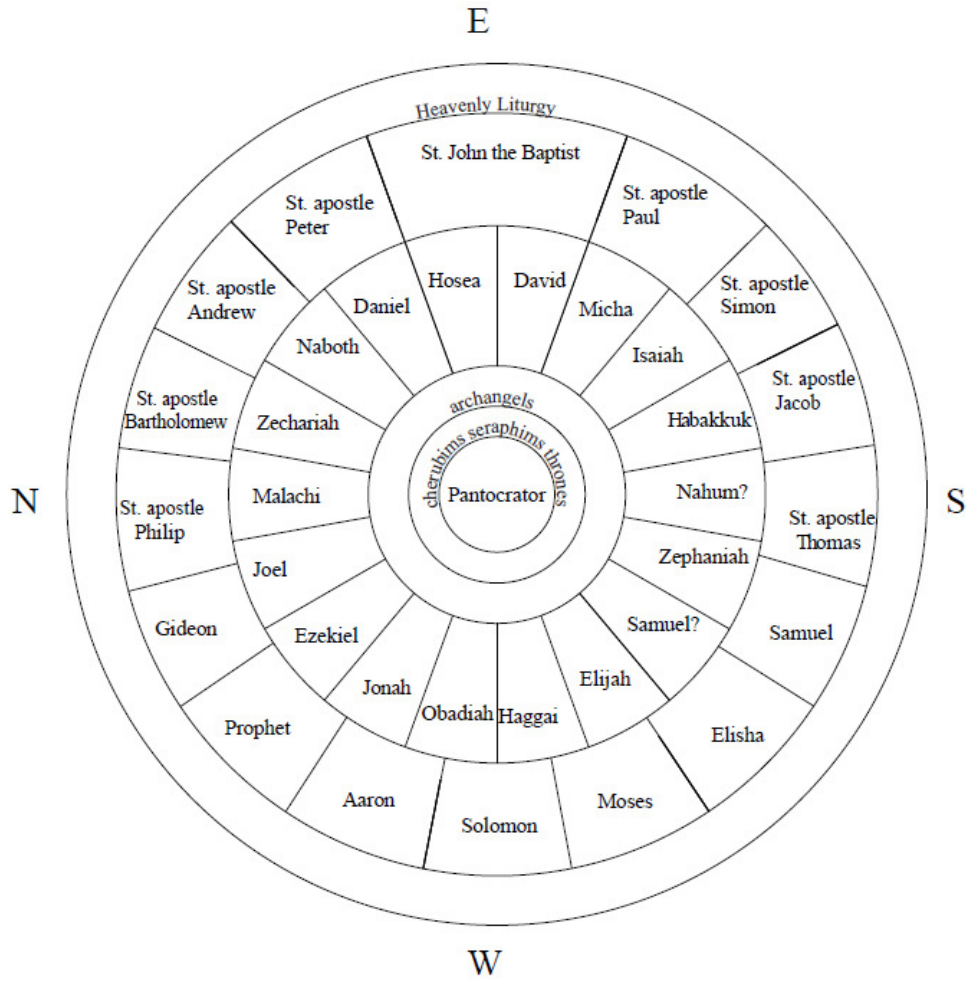 E
Heavenly Liturgy
St. John the Baptist
St. apostle
Peter
St. apostle
Paul
St. apostle
Andrew
St. apostle
Simon
St. apostle
Bartholomew
St. apostle
Jacob
St. apostle
Philip
St. apostle
Thomas
Gideon
Samuel
Prophet
Elisha
Aaron
Solomon
Moses
Hosea
David
Daniel
Micha
Naboth
Isaiah
Zechariah
Habakkuk
Malachi
Nahum?
Joel
Zephaniah
Ezekiel
Samuel?
Jonah
Elijah
Obadiah
Haggai
archangels
cherubims seraphims thrones
Pantocrator
N
S
W